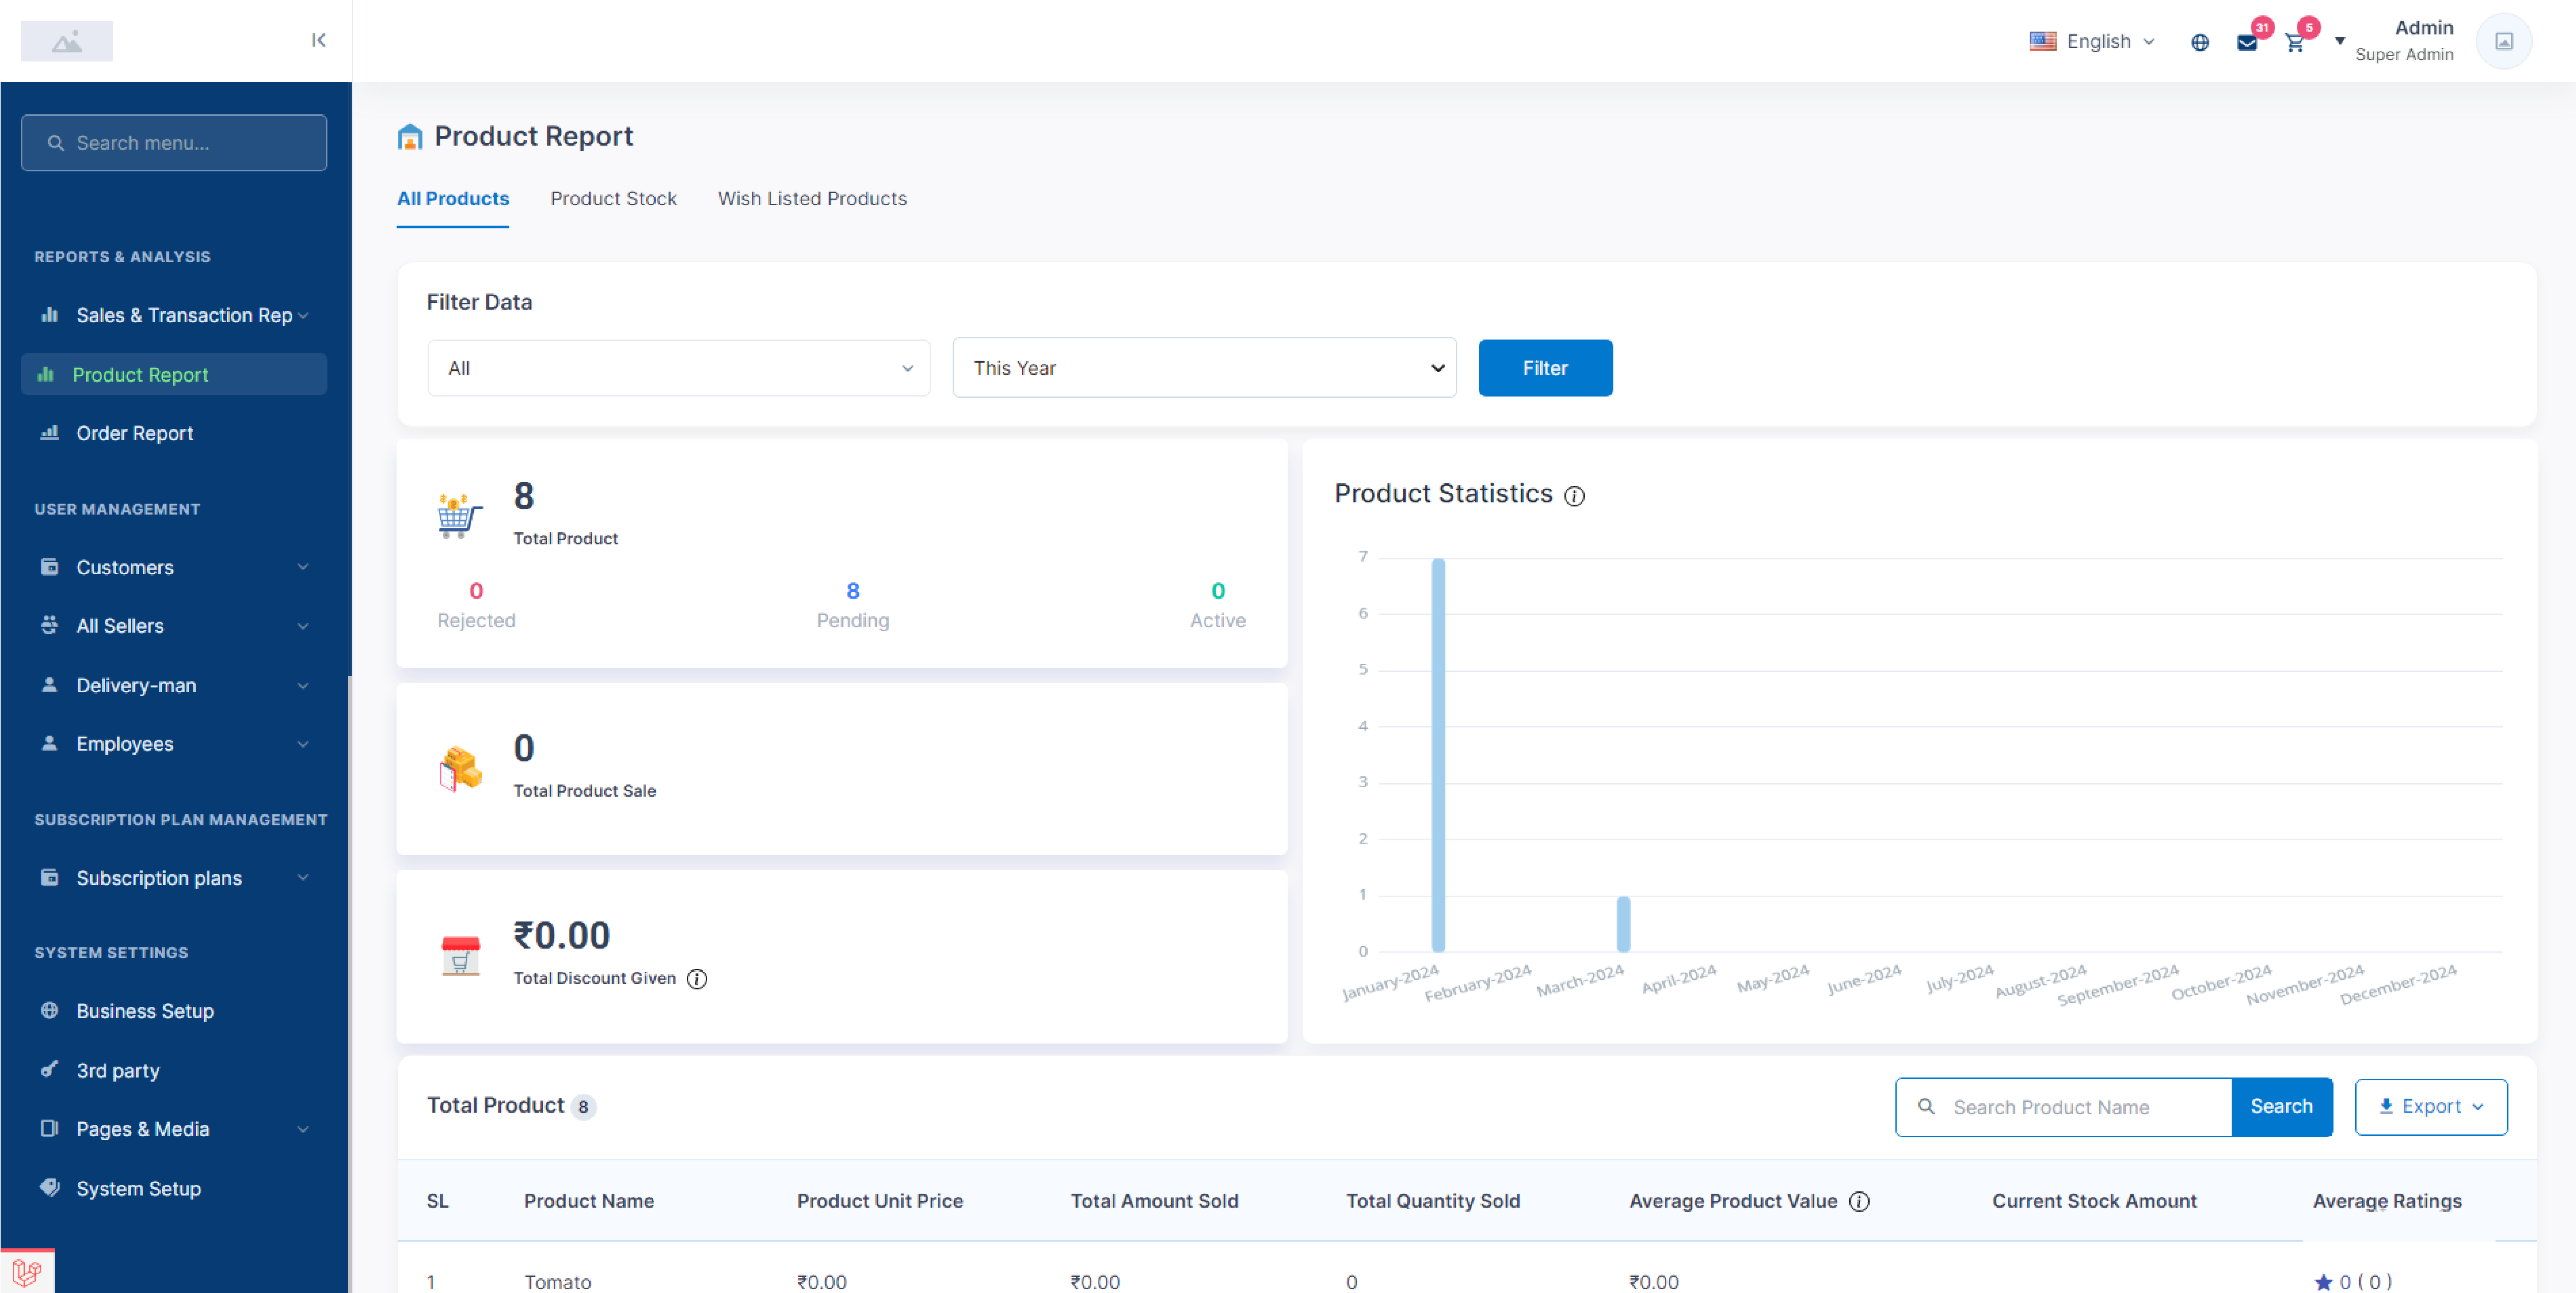 English
31
5
Admin
Super Admin
Search menu...
REPORTS & ANALYSIS
Sales & Transaction Rep
Product Report
Order Report
USER MANAGEMENT
Customers
All Sellers
Delivery-man
Employees
SUBSCRIPTION PLAN MANAGEMENT
Subscription plans
SYSTEM SETTINGS
Business Setup
3rd party
Pages & Media
System Setup
Product Report
All Products Product Stock Wish Listed Products
Filter Data
All This Year Filter
8
Total Product
0 8 0
Rejected Pending Active
0
Total Product Sale
₹0.00
Total Discount Given
Product Statistics
7
6
5
4
3
2
1
0
January-2024 February-2024 March-2024 April-2024 May-2024 June-2024 July-2024 August-2024 September-2024 October-2024 November-2024 December-2024
Total Product 8
Search Product Name Search Export
SL Product Name Product Unit Price Total Amount Sold Total Quantity Sold Average Product Value Current Stock Amount Average Ratings
1 Tomato ₹0.00 ₹0.00 0 ₹0.00 0 ( 0 )